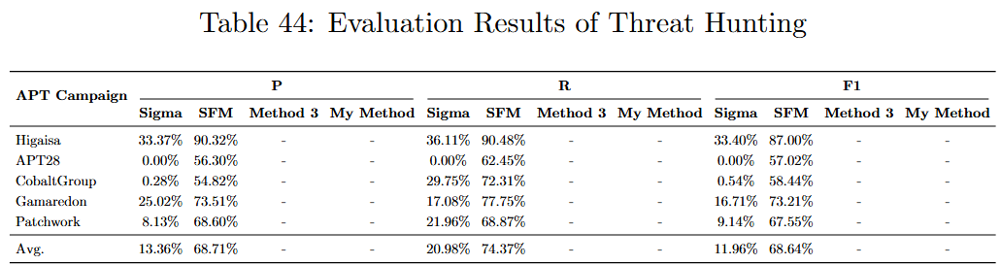 Table 44: Evaluation Results of Threat Hunting
APT Campaign P R F1
Sigma SFM Method 3 My Method Sigma SFM Method 3 My Method Sigma SFM Method 3 My Method
Higaisa 33.37% 90.32% - - 36.11% 90.48% - - 33.40% 87.00% - -
APT28 0.00% 56.30% - - 0.00% 62.45% - - 0.00% 57.02% - -
CobaltGroup 0.28% 54.82% - - 29.75% 72.31% - - 0.54% 58.44% - -
Gamaredon 25.02% 73.51% - - 17.08% 77.75% - - 16.71% 73.21% - -
Patchwork 8.13% 68.60% - - 21.96% 68.87% - - 9.14% 67.55% - -
Avg. 13.36% 68.71% - - 20.98% 74.37% - - 11.96% 68.64% - -